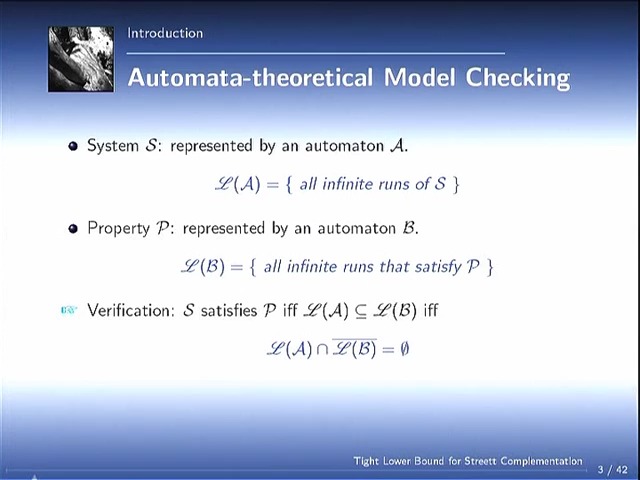 Introduction
Automata-theoretical Model Checking
System 𝒮: represented by an automaton 𝒜.
ℒ(𝒜) = { all infinite runs of 𝒮 }
Property 𝒫: represented by an automaton ℬ.
ℒ(ℬ) = { all infinite runs that satisfy 𝒫 }
Verification: 𝒮 satisfies 𝒫 iff ℒ(𝒜) ⊆ ℒ(ℬ) iff
ℒ(𝒜) ∩ \overline{ℒ(ℬ)} = ∅
Tight Lower Bound for Streett Complementation
3 / 42